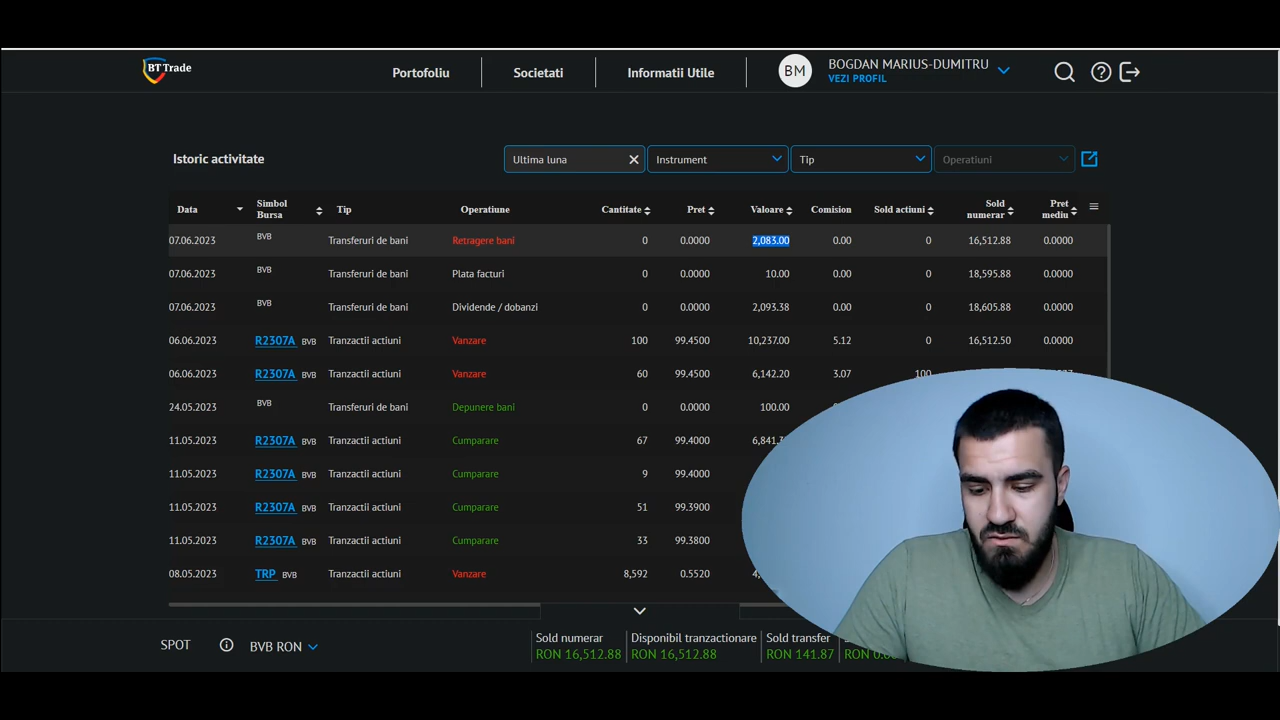 BT Trade
Portofoliu Societati Informatii Utile BM BOGDAN MARIUS-DUMITRU
VEZI PROFIL
Istoric activitate Ultima luna Instrument Tip Operatiuni
Data Simbol Bursa Tip Operatiune Cantitate Pret Valoare Comision Sold actiuni Sold numerar Pret mediu
07.06.2023 BVB Transferuri de bani Retragere bani 0 0.0000 2,083.00 0.00 0 16,512.88 0.0000
07.06.2023 BVB Transferuri de bani Plata facturi 0 0.0000 10.00 0.00 0 18,595.88 0.0000
07.06.2023 BVB Transferuri de bani Dividende / dobanzi 0 0.0000 2,093.38 0.00 0 18,605.88 0.0000
06.06.2023 R2307A BVB Tranzactii actiuni Vanzare 100 99.4500 10,237.00 5.12 0 16,512.50 0.0000
06.06.2023 R2307A BVB Tranzactii actiuni Vanzare 60 99.4500 6,142.20 3.07 100
24.05.2023 BVB Transferuri de bani Depunere bani 0 0.0000 100.00
11.05.2023 R2307A BVB Tranzactii actiuni Cumparare 67 99.4000
11.05.2023 R2307A BVB Tranzactii actiuni Cumparare 9 99.4000
11.05.2023 R2307A BVB Tranzactii actiuni Cumparare 51 99.3900
11.05.2023 R2307A BVB Tranzactii actiuni Cumparare 33 99.3800
08.05.2023 TRP BVB Tranzactii actiuni Vanzare 8,592 0.5520
SPOT BVB RON
Sold numerar Disponibil tranzactionare Sold transfer
RON 16,512.88 RON 16,512.88 RON 141.87